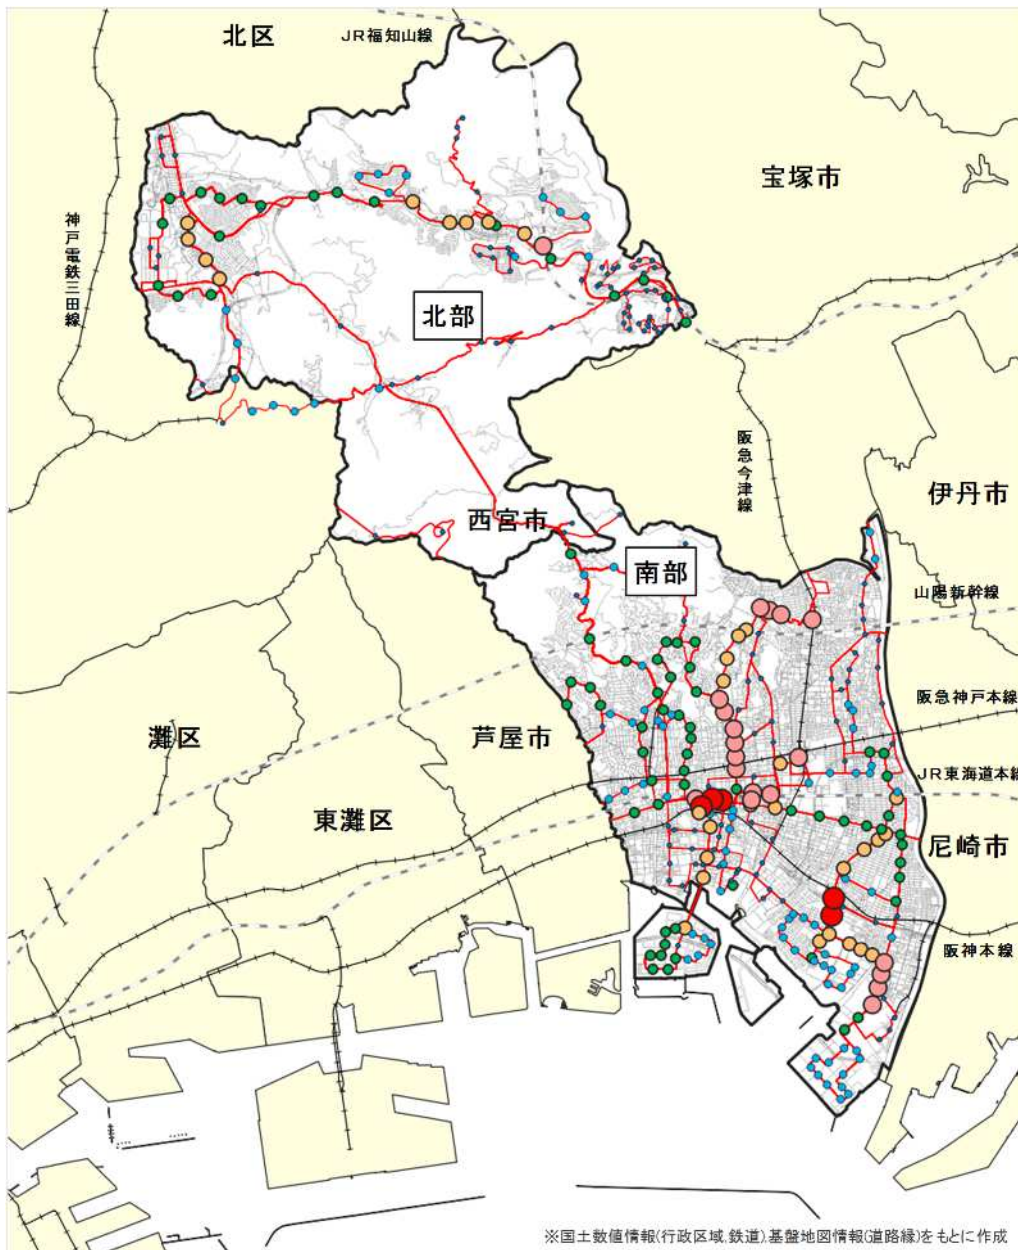 北区
JR福知山線
宝塚市
神戸電鉄三田線
北部
阪急今津線
伊丹市
西宮市
南部
山陽新幹線
阪急神戸本線
灘区
芦屋市
JR東海道本線
東灘区
尼崎市
阪神本線
※国土数値情報(行政区域,鉄道),基盤地図情報(道路縁)をもとに作成